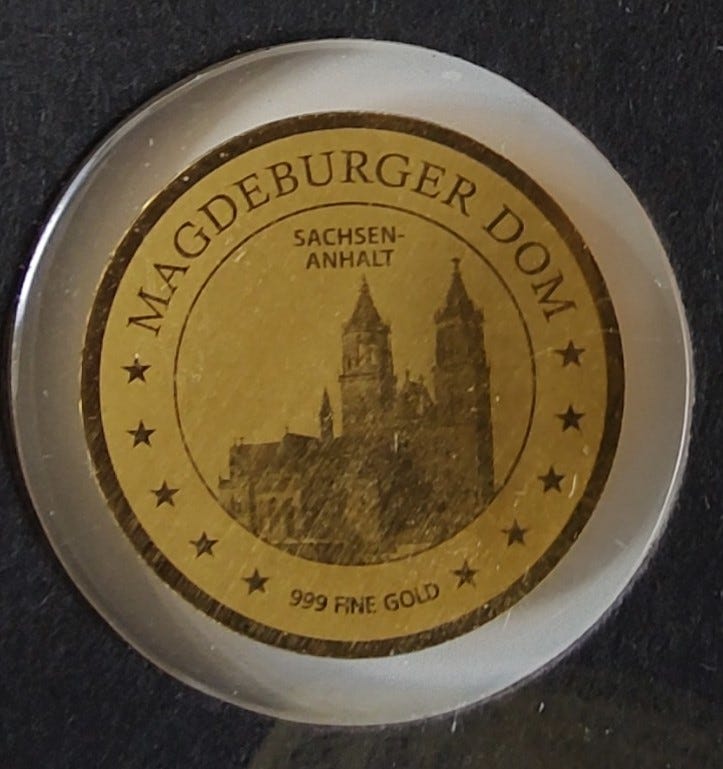 MAGDEBURGER DOM
SACHSEN-
ANHALT
999 FINE GOLD